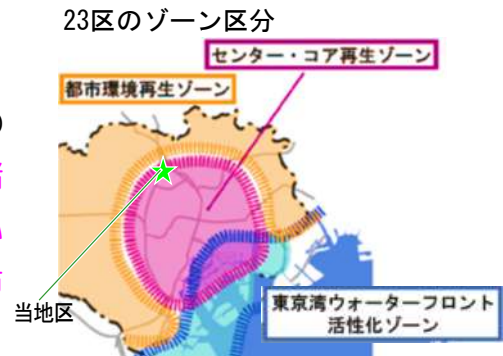 23区のゾーン区分
センター・コア再生ゾーン
都市環境再生ゾーン
当地区
東京湾ウォーターフロント
活性化ゾーン